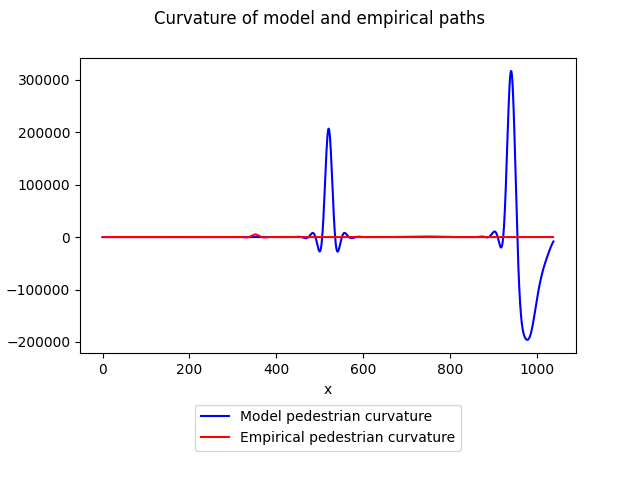 Curvature of model and empirical paths
300000
200000
100000
0
−100000
−200000
0 200 400 600 800 1000
x
Model pedestrian curvature
Empirical pedestrian curvature